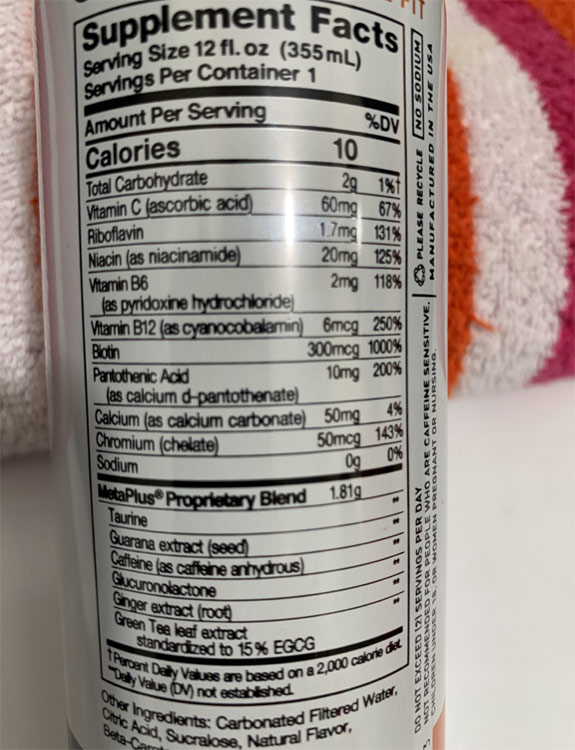 FIT
Supplement Facts
Serving Size 12 fl. oz (355mL)
Servings Per Container 1
Amount Per Serving %DV
Calories 10
Total Carbohydrate 2g 1%†
Vitamin C (ascorbic acid) 60mg 67%
Riboflavin 1.7mg 131%
Niacin (as niacinamide) 20mg 125%
Vitamin B6 2mg 118%
(as pyridoxine hydrochloride)
Vitamin B12 (as cyanocobalamin) 6mcg 250%
Biotin 300mcg 1000%
Pantothenic Acid 10mg 200%
(as calcium d-pantothenate)
Calcium (as calcium carbonate) 50mg 4%
Chromium (chelate) 50mcg 143%
Sodium 0g 0%
MetaPlus® Proprietary Blend 1.81g
Taurine **
Guarana extract (seed) **
Caffeine (as caffeine anhydrous) **
Glucuronolactone **
Ginger extract (root) **
Green Tea leaf extract **
standardized to 15% EGCG
†Percent Daily Values are based on a 2,000 calorie diet.
**Daily Value (DV) not established.
Other Ingredients: Carbonated Filtered Water,
Citric Acid, Sucralose, Natural Flavor,
PLEASE RECYCLE NO SODIUM
MANUFACTURED IN THE USA
DO NOT EXCEED (2) SERVINGS PER DAY
NOT RECOMMENDED FOR PEOPLE WHO ARE CAFFEINE SENSITIVE,
CHILDREN UNDER 18, OR WOMEN PREGNANT OR NURSING.